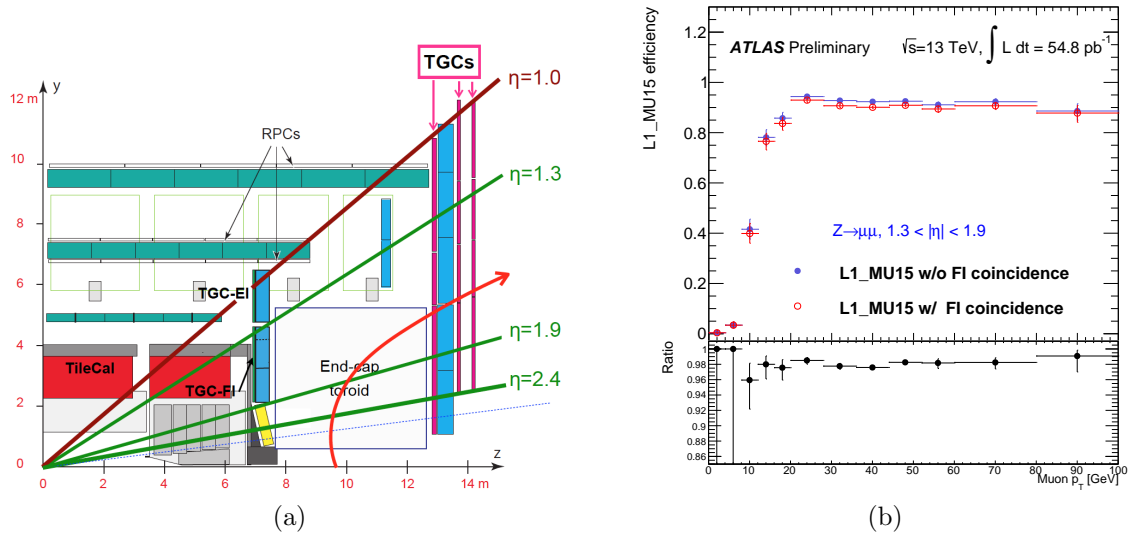 y
12 m
10
8
6
4
2
0
0
2
4
6
8
10
12
14 m
z
TGCs
η=1.0
RPCs
η=1.3
TGC-EI
η=1.9
TileCal
TGC-FI
End-cap
toroid
η=2.4
(a)
L1_MU15 efficiency
1.2
1
0.8
0.6
0.4
0.2
0
ATLAS Preliminary
√s=13 TeV, ∫ L dt = 54.8 pb⁻¹
Z→μμ, 1.3 < |η| < 1.9
L1_MU15 w/o FI coincidence
L1_MU15 w/ FI coincidence
Ratio
1
0.98
0.96
0.94
0.92
0.9
0.88
0.86
0
10
20
30
40
50
60
70
80
90
100
Muon p_T [GeV]
(b)